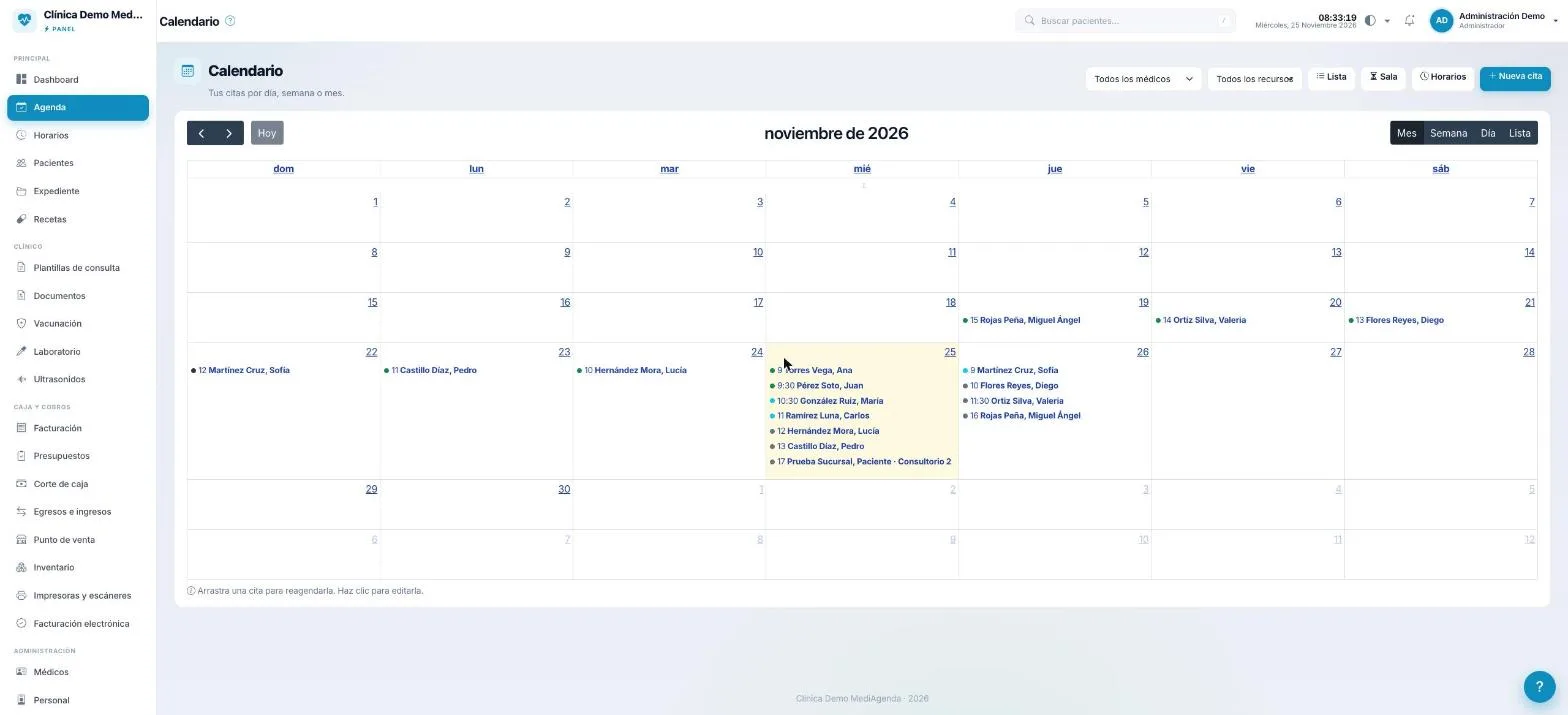 Clínica Demo Med...
PANEL
Calendario
Buscar pacientes...
/
08:33:19
Miércoles, 25 Noviembre 2026
AD
Administración Demo
Administrador
PRINCIPAL
Dashboard
Agenda
Horarios
Pacientes
Expediente
Recetas
CLÍNICO
Plantillas de consulta
Documentos
Vacunación
Laboratorio
Ultrasonidos
CAJA Y COBROS
Facturación
Presupuestos
Corte de caja
Egresos e ingresos
Punto de venta
Inventario
Impresoras y escáneres
Facturación electrónica
ADMINISTRACIÓN
Médicos
Personal
Calendario
Tus citas por día, semana o mes.
Todos los médicos
Todos los recursos
Lista
Sala
Horarios
+ Nueva cita
Hoy
noviembre de 2026
Mes Semana Día Lista
dom lun mar mié jue vie sáb
1 2 3 4 5 6 7
8 9 10 11 12 13 14
15 16 17 18 19 20 21
15 Rojas Peña, Miguel Ángel
14 Ortiz Silva, Valeria
13 Flores Reyes, Diego
22 23 24 25 26 27 28
12 Martínez Cruz, Sofía
11 Castillo Díaz, Pedro
10 Hernández Mora, Lucía
9 Torres Vega, Ana
9:30 Pérez Soto, Juan
10:30 González Ruiz, María
11 Ramírez Luna, Carlos
12 Hernández Mora, Lucía
13 Castillo Díaz, Pedro
17 Prueba Sucursal, Paciente · Consultorio 2
9 Martínez Cruz, Sofía
10 Flores Reyes, Diego
11:30 Ortiz Silva, Valeria
16 Rojas Peña, Miguel Ángel
29 30 1 2 3 4 5
6 7 8 9 10 11 12
Arrastra una cita para reagendarla. Haz clic para editarla.
Clínica Demo MediAgenda · 2026
?